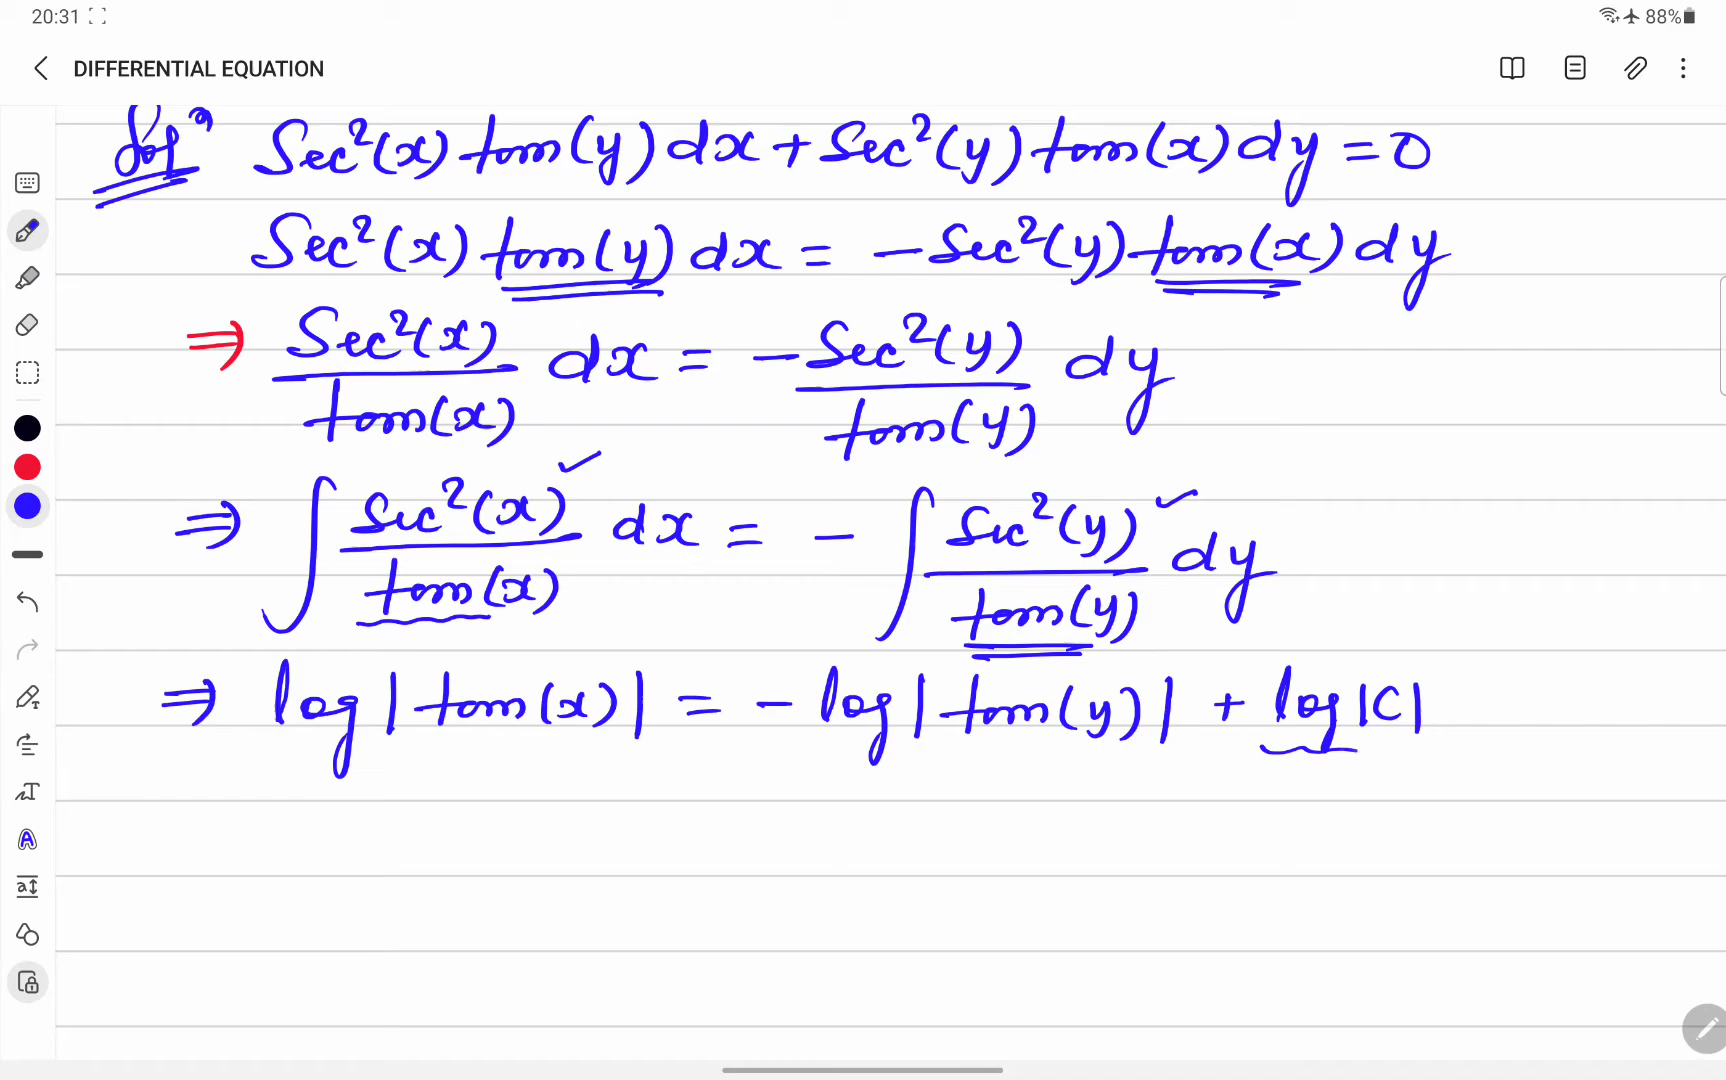 20:31 88%
DIFFERENTIAL EQUATION
Solⁿ Sec²(x) tan(y) dx + Sec²(y) tan(x) dy = 0
Sec²(x) tan(y) dx = - Sec²(y) tan(x) dy
⇒ Sec²(x)/tan(x) dx = - Sec²(y)/tan(y) dy
⇒ ∫ Sec²(x)/tan(x) dx = - ∫ Sec²(y)/tan(y) dy
⇒ log|tan(x)| = - log|tan(y)| + log|C|